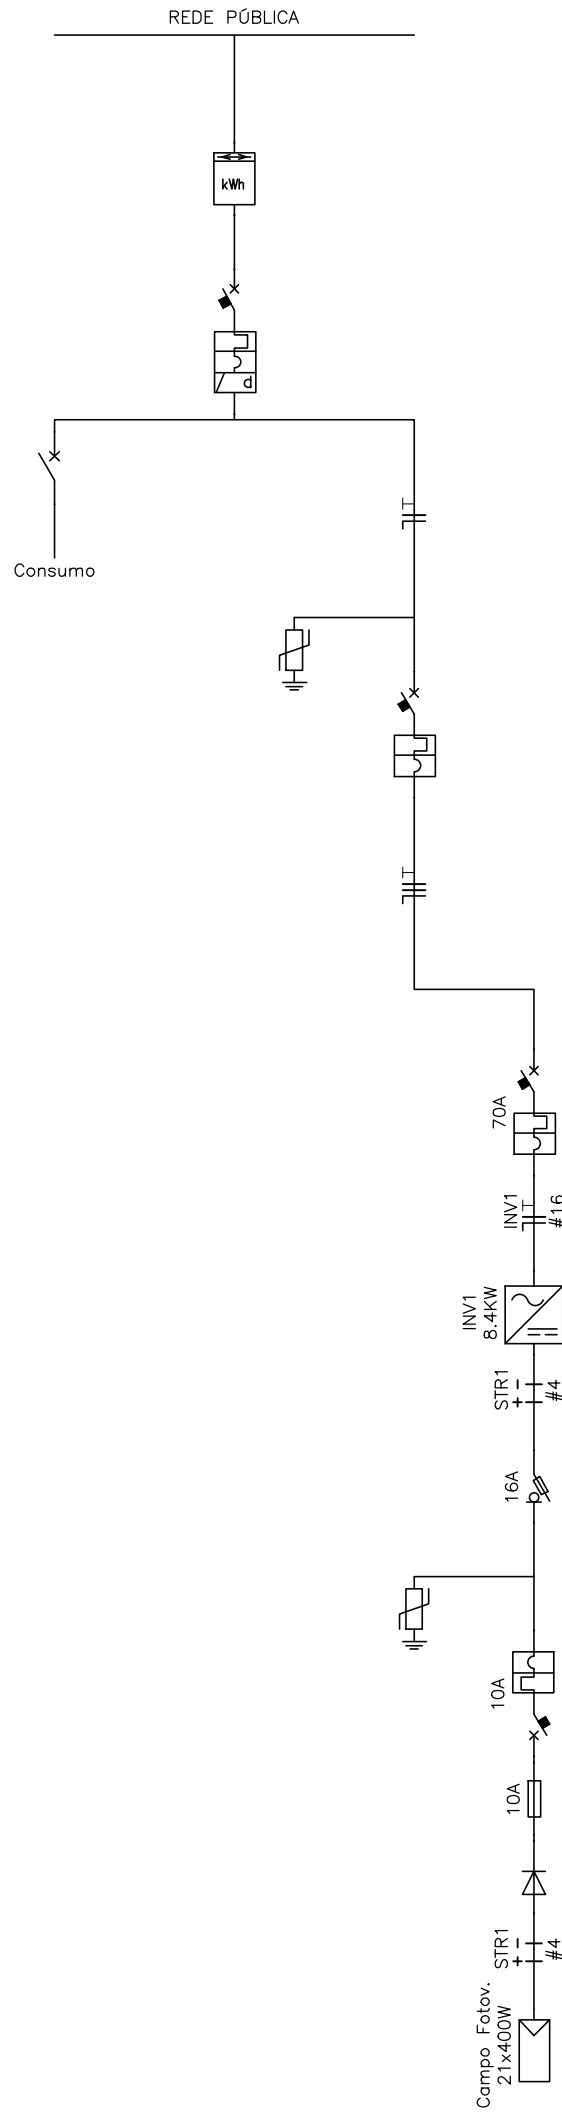 REDE PÚBLICA
kWh
d
Consumo
70A
INV1
#16
INV1
8.4KW
STR1
- +
#4
16A
10A
10A
STR1
- +
#4
Campo Fotov.
21x400W